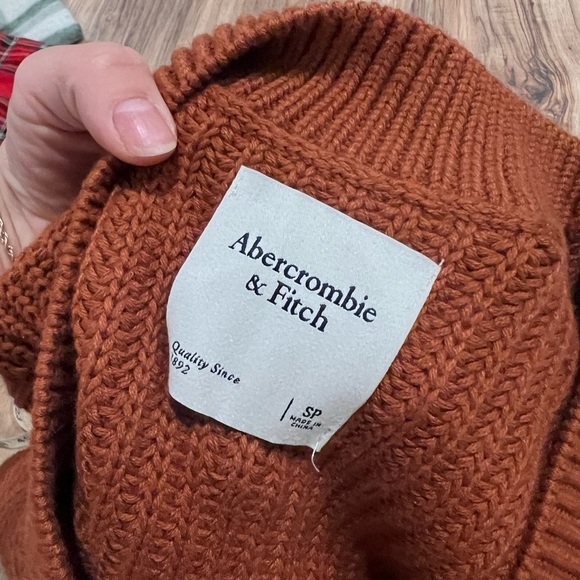 Abercrombie
& Fitch
Quality Since
1892
SP
MADE IN
CHINA